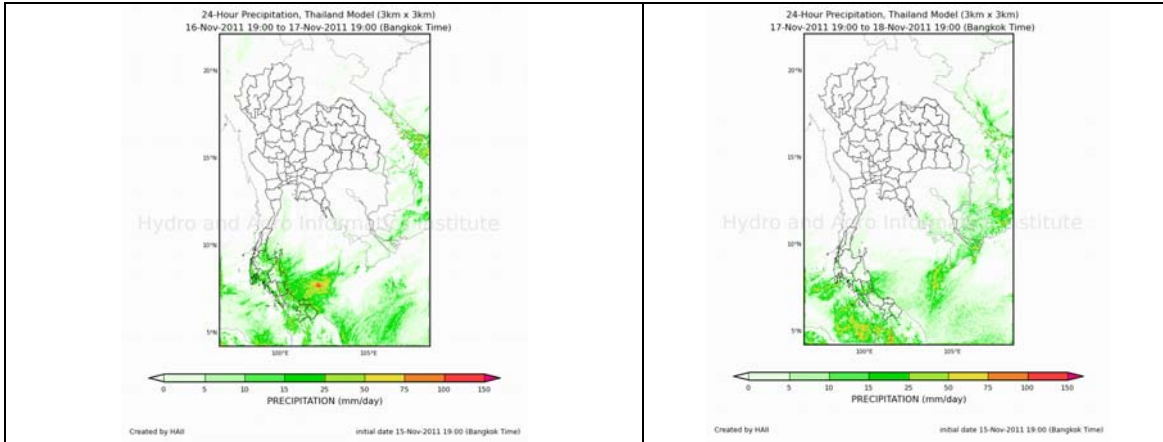 24-Hour Precipitation, Thailand Model (3km x 3km)
16-Nov-2011 19:00 to 17-Nov-2011 19:00 (Bangkok Time)
20°N
15°N
10°N
5°N
100°E 105°E
Hydro and Agro Informatics Institute
0 5 10 15 25 50 75 100 150
PRECIPITATION (mm/day)
Created by HAII initial date 15-Nov-2011 19:00 (Bangkok Time)
24-Hour Precipitation, Thailand Model (3km x 3km)
17-Nov-2011 19:00 to 18-Nov-2011 19:00 (Bangkok Time)
20°N
15°N
10°N
5°N
100°E 105°E
Hydro and Agro Informatics Institute
0 5 10 15 25 50 75 100 150
PRECIPITATION (mm/day)
Created by HAII initial date 15-Nov-2011 19:00 (Bangkok Time)